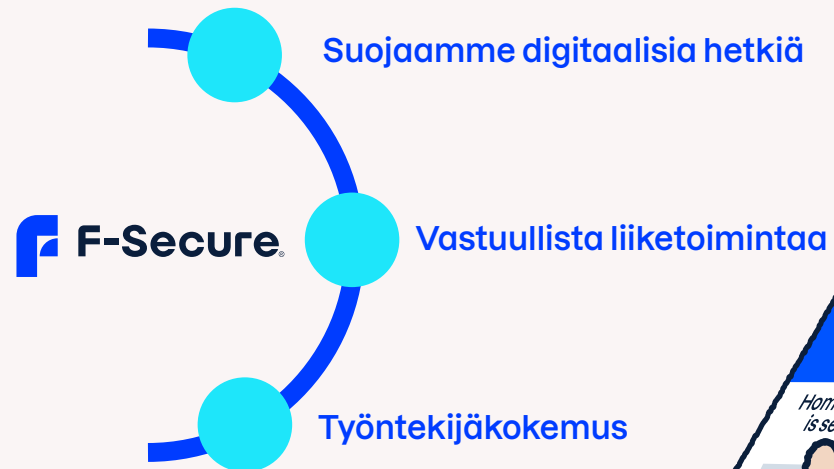 Suojaamme digitaalisia hetkiä
F-Secure®
Vastuullista liiketoimintaa
Työntekijäkokemus